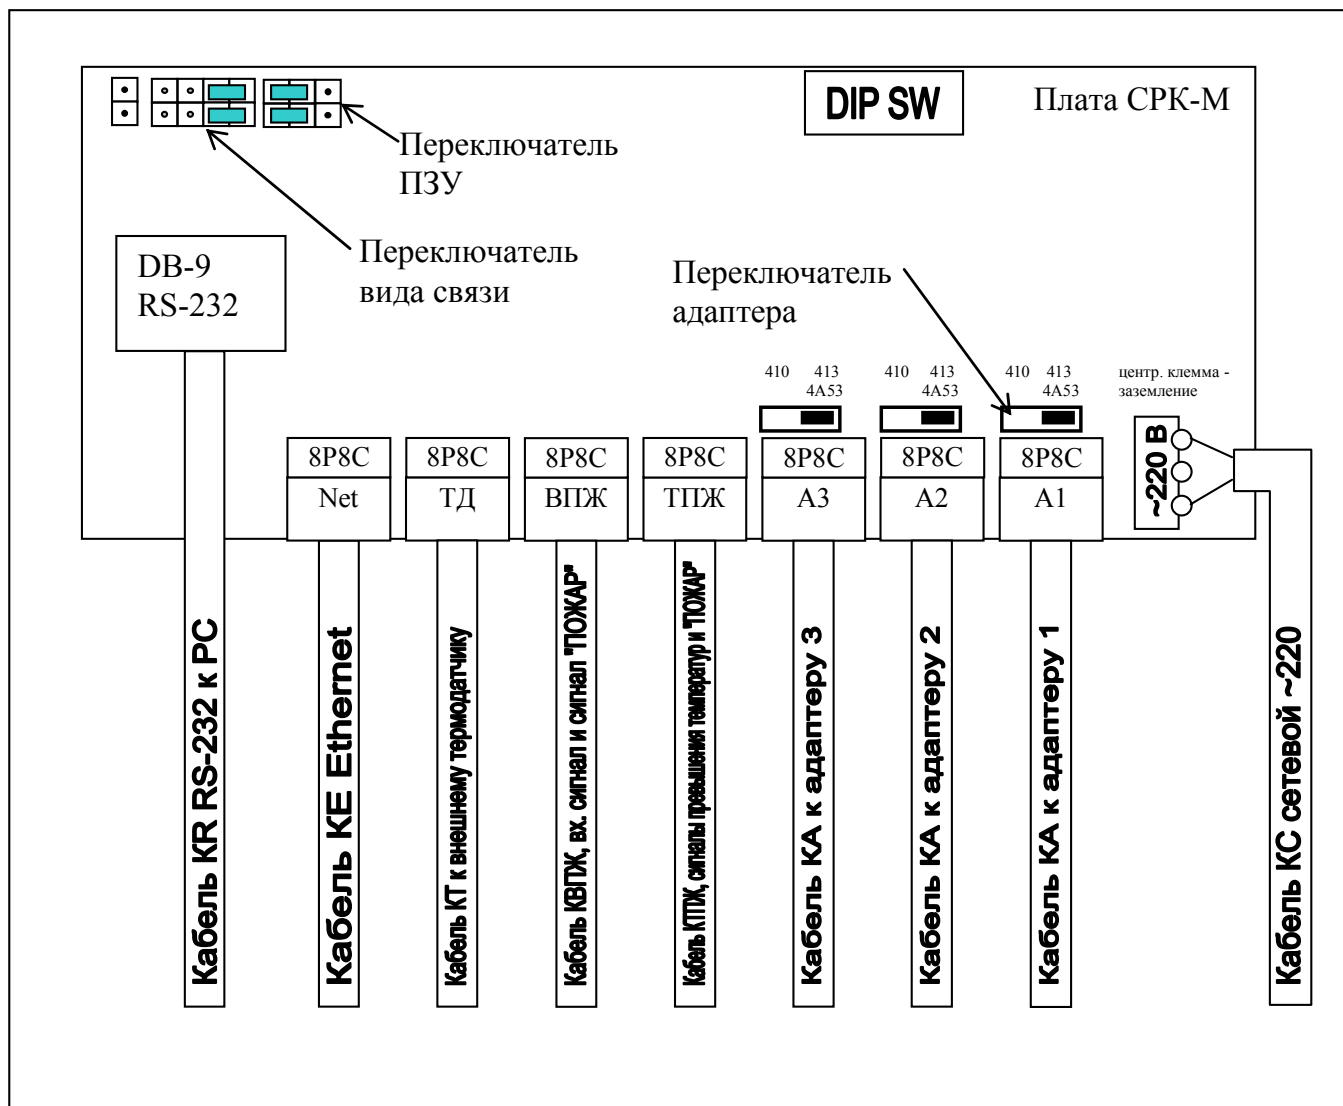 DIP SW
Плата СРК-М
Переключатель
ПЗУ
DB-9
RS-232
Переключатель
вида связи
Переключатель
адаптера
410 413
4А53
410 413
4А53
410 413
4А53
центр. клемма -
заземление
8P8C
Net
8P8C
ТД
8P8C
ВПЖ
8P8C
ТПЖ
8P8C
А3
8P8C
А2
8P8C
А1
~220 В
Кабель KR RS-232 к PC
Кабель KE Ethernet
Кабель КТ к внешнему термодатчику
Кабель КВПЖ, вх. сигнал и сигнал "ПОЖАР"
Кабель КТПЖ, сигналы превышения температур и "ПОЖАР"
Кабель КА к адаптеру 3
Кабель КА к адаптеру 2
Кабель КА к адаптеру 1
Кабель КС сетевой ~220